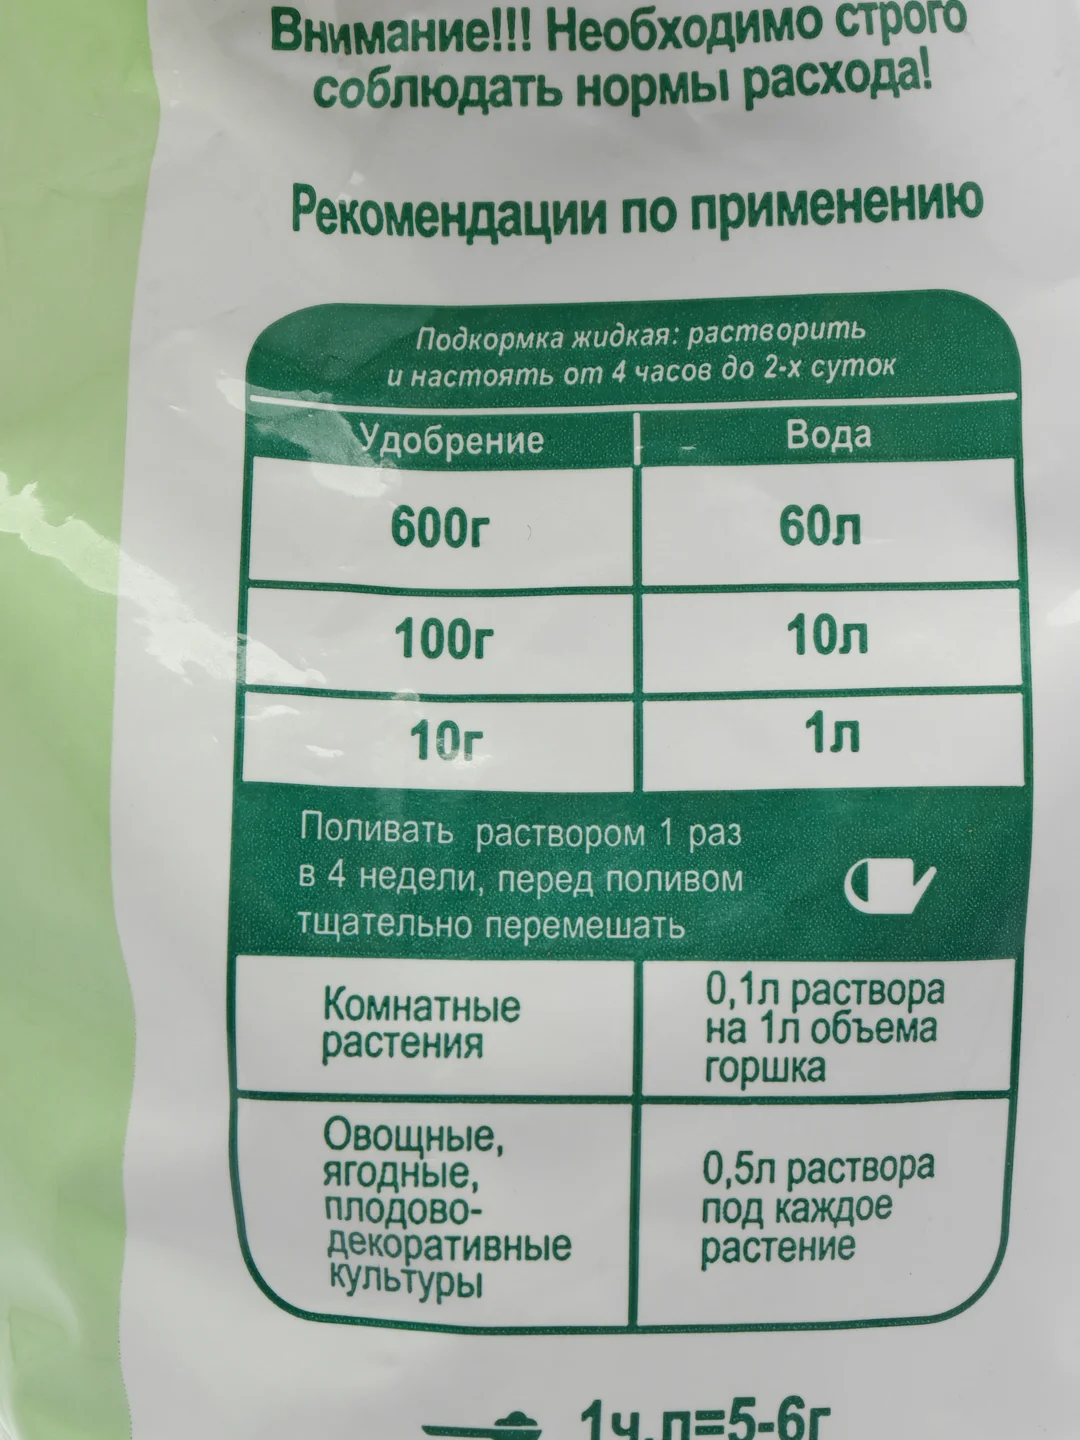 Внимание!!! Необходимо строго
соблюдать нормы расхода!
Рекомендации по применению
Подкормка жидкая: растворить
и настоять от 4 часов до 2-х суток
Удобрение Вода
600г 60л
100г 10л
10г 1л
Поливать раствором 1 раз
в 4 недели, перед поливом
тщательно перемешать
Комнатные
растения
0,1л раствора
на 1л объема
горшка
Овощные,
ягодные,
плодово-
декоративные
культуры
0,5л раствора
под каждое
растение
1ч.л=5-6г